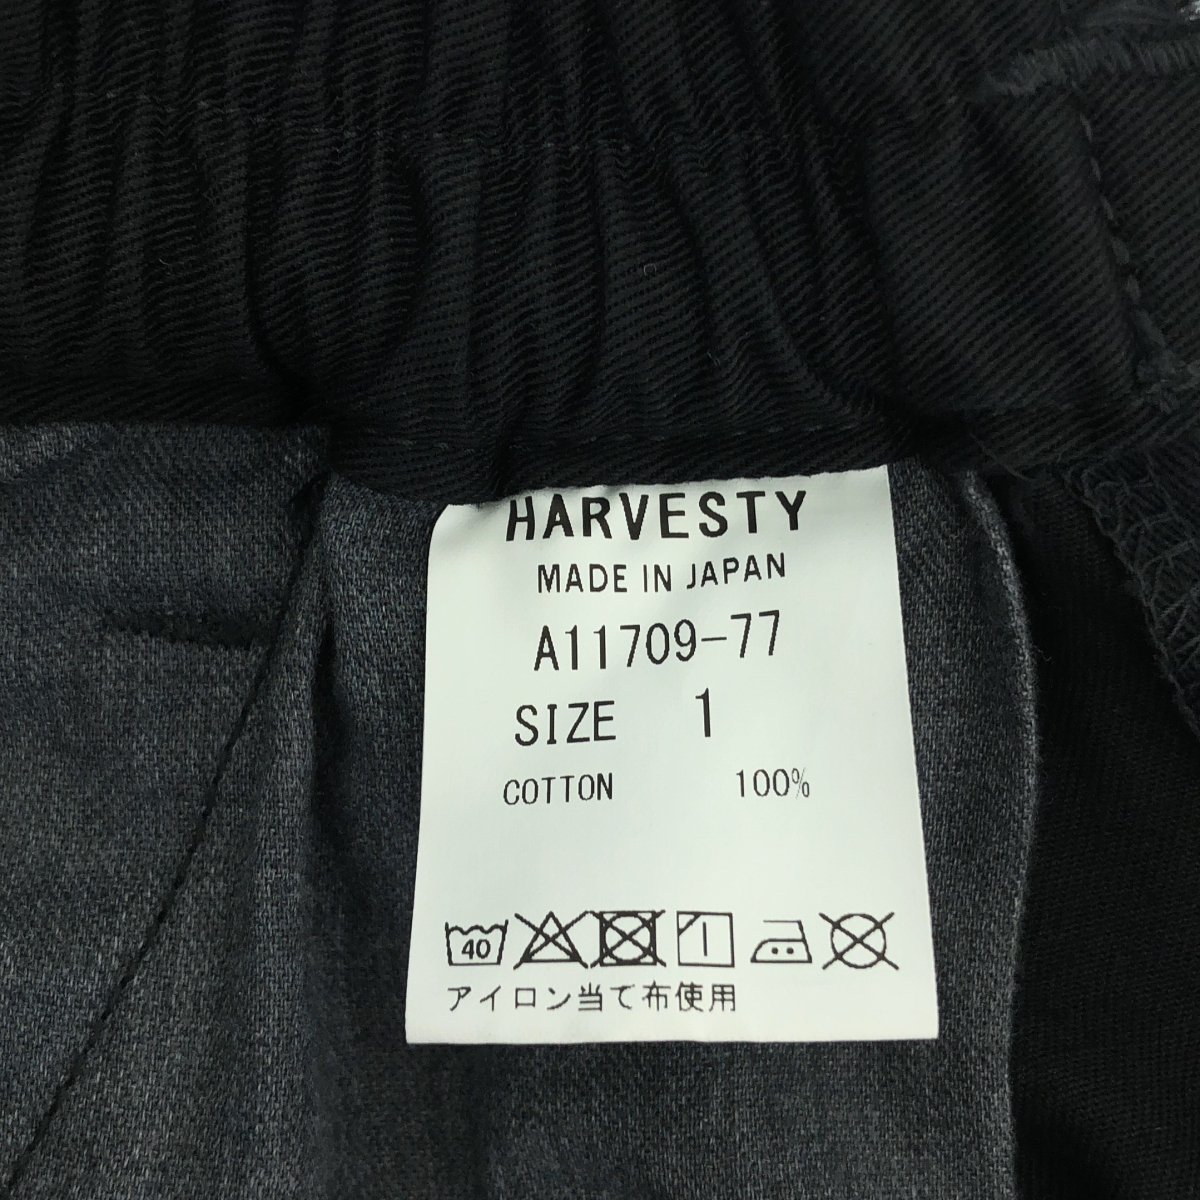 HARVESTY
MADE IN JAPAN
A11709-77
SIZE 1
COTTON 100%
40
アイロン当て布使用